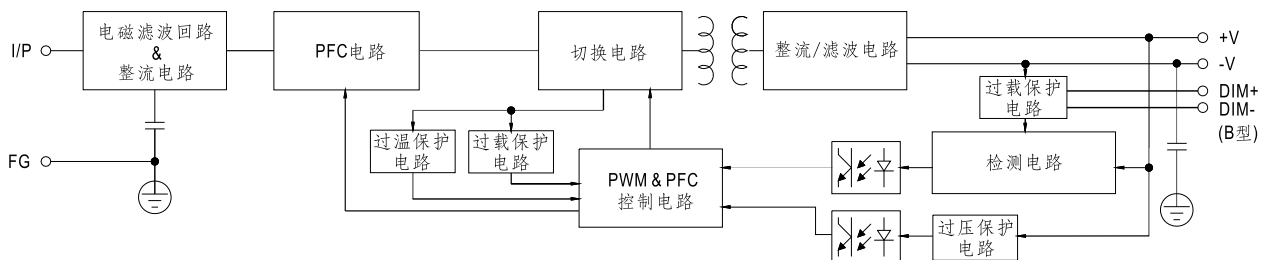 I/P
电磁滤波回路
&
整流电路
PFC电路
切换电路
整流/滤波电路
+V
-V
过载保护
电路
DIM+
DIM-
(B型)
FG
过温保护
电路
过载保护
电路
PWM & PFC
控制电路
检测电路
过压保护
电路